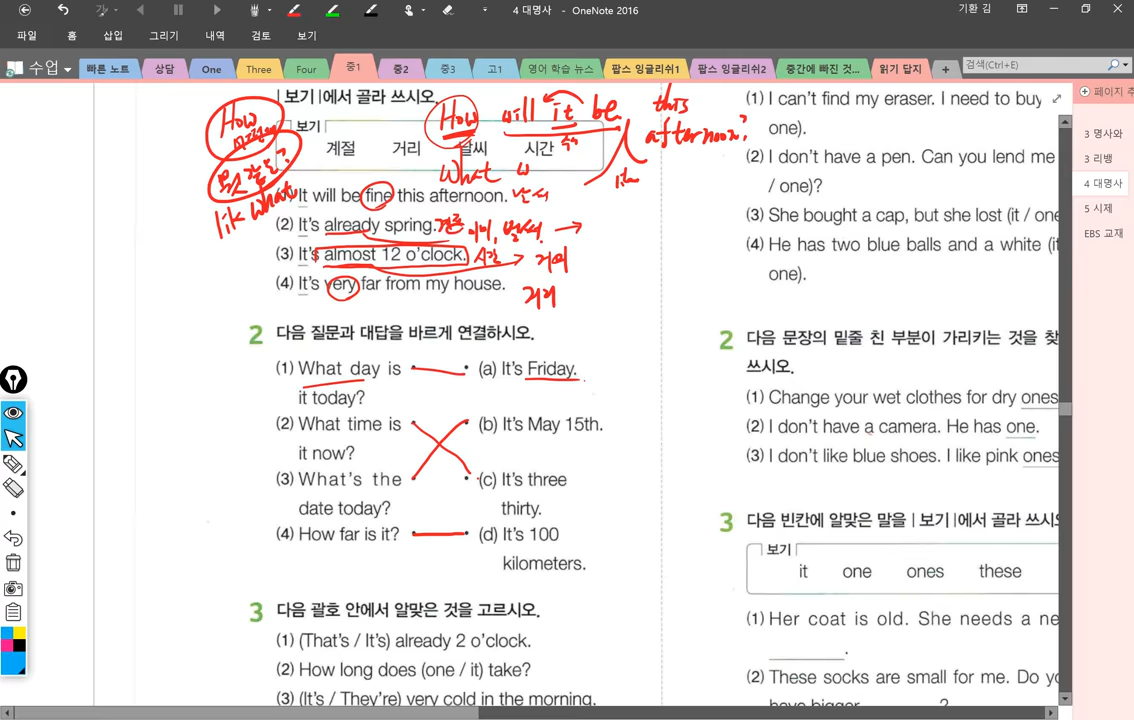 4 대명사 - OneNote 2016
기환 김
파일 홈 삽입 그리기 내역 검토 보기
수업 빠른 노트 상담 One Three Four 중1 중2 중3 고1 영어 학습 뉴스 팝스 잉글리쉬1 팝스 잉글리쉬2 중간에 빠진 것... 읽기 답지 + 검색(Ctrl+E)
페이지 추
3 명사와
3 리뱅
4 대명사
5 시제
EBS 교재
|보기|에서 골라 쓰시오.
How will it be this afternoon?
How
보기
계절 거리 날씨 시간
What
lik what
It will be fine this afternoon. 날씨
(2) It's already spring. 계절 이미, 벌써
(3) It's almost 12 o'clock. 시간 거의
(4) It's very far from my house. 거리
2 다음 질문과 대답을 바르게 연결하시오.
(1) What day is it today?
(a) It's Friday.
(2) What time is it now?
(b) It's May 15th.
(3) What's the date today?
(c) It's three thirty.
(4) How far is it?
(d) It's 100 kilometers.
3 다음 괄호 안에서 알맞은 것을 고르시오.
(1) (That's / It's) already 2 o'clock.
(2) How long does (one / it) take?
(3) (It's / They're) very cold in the morning.
(1) I can't find my eraser. I need to buy
one).
(2) I don't have a pen. Can you lend me
/ one)?
(3) She bought a cap, but she lost (it / one
(4) He has two blue balls and a white (it
one).
2 다음 문장의 밑줄 친 부분이 가리키는 것을 찾
쓰시오.
(1) Change your wet clothes for dry ones
(2) I don't have a camera. He has one.
(3) I don't like blue shoes. I like pink ones
3 다음 빈칸에 알맞은 말을 |보기|에서 골라 쓰시오
보기
it one ones these
(1) Her coat is old. She needs a ne
.
(2) These socks are small for me. Do yo
have bigger ?